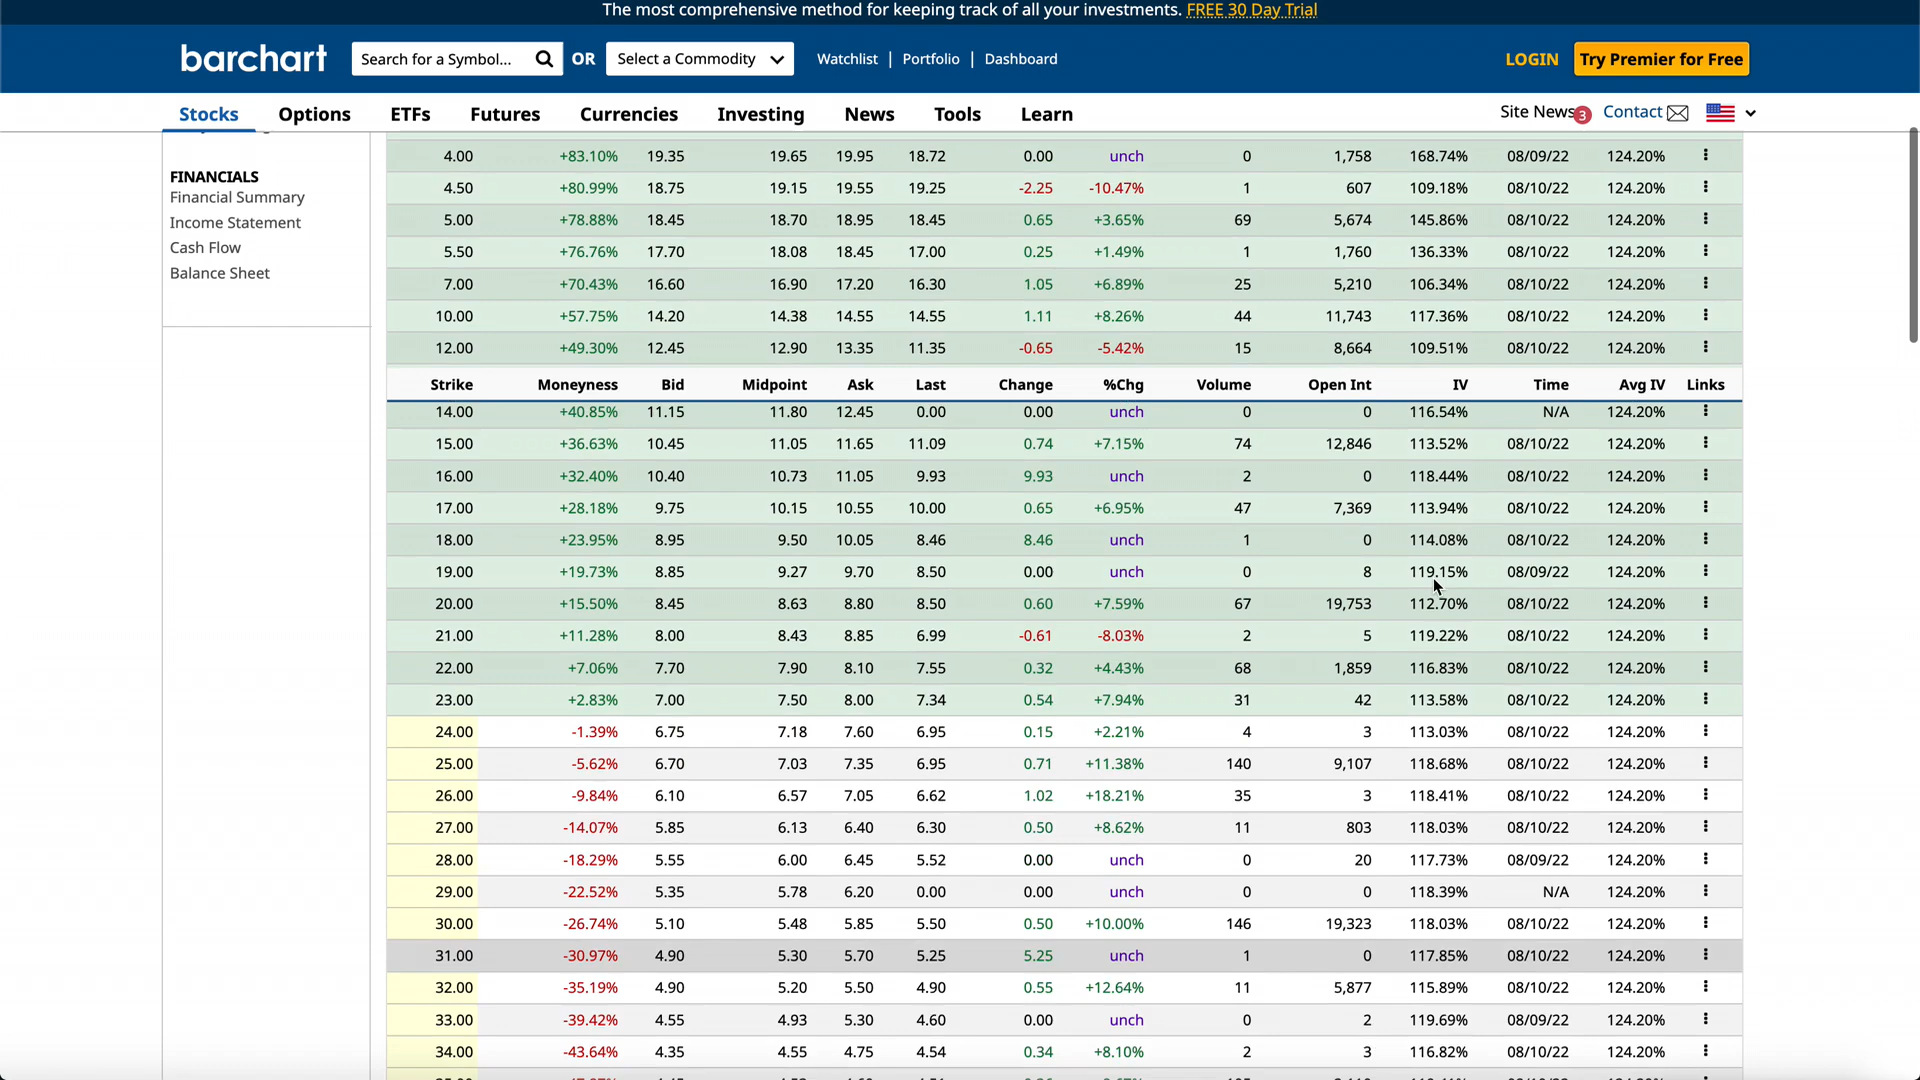 The most comprehensive method for keeping track of all your investments. FREE 30 Day Trial
barchart Search for a Symbol... OR Select a Commodity Watchlist | Portfolio | Dashboard LOGIN Try Premier for Free
Stocks Options ETFs Futures Currencies Investing News Tools Learn Site News 3 Contact
FINANCIALS
Financial Summary
Income Statement
Cash Flow
Balance Sheet
4.00 +83.10% 19.35 19.65 19.95 18.72 0.00 unch 0 1,758 168.74% 08/09/22 124.20%
4.50 +80.99% 18.75 19.15 19.55 19.25 -2.25 -10.47% 1 607 109.18% 08/10/22 124.20%
5.00 +78.88% 18.45 18.70 18.95 18.45 0.65 +3.65% 69 5,674 145.86% 08/10/22 124.20%
5.50 +76.76% 17.70 18.08 18.45 17.00 0.25 +1.49% 1 1,760 136.33% 08/10/22 124.20%
7.00 +70.43% 16.60 16.90 17.20 16.30 1.05 +6.89% 25 5,210 106.34% 08/10/22 124.20%
10.00 +57.75% 14.20 14.38 14.55 14.55 1.11 +8.26% 44 11,743 117.36% 08/10/22 124.20%
12.00 +49.30% 12.45 12.90 13.35 11.35 -0.65 -5.42% 15 8,664 109.51% 08/10/22 124.20%
Strike Moneyness Bid Midpoint Ask Last Change %Chg Volume Open Int IV Time Avg IV Links
14.00 +40.85% 11.15 11.80 12.45 0.00 0.00 unch 0 0 116.54% N/A 124.20%
15.00 +36.63% 10.45 11.05 11.65 11.09 0.74 +7.15% 74 12,846 113.52% 08/10/22 124.20%
16.00 +32.40% 10.40 10.73 11.05 9.93 9.93 unch 2 0 118.44% 08/10/22 124.20%
17.00 +28.18% 9.75 10.15 10.55 10.00 0.65 +6.95% 47 7,369 113.94% 08/10/22 124.20%
18.00 +23.95% 8.95 9.50 10.05 8.46 8.46 unch 1 0 114.08% 08/10/22 124.20%
19.00 +19.73% 8.85 9.27 9.70 8.50 0.00 unch 0 8 119.15% 08/09/22 124.20%
20.00 +15.50% 8.45 8.63 8.80 8.50 0.60 +7.59% 67 19,753 112.70% 08/10/22 124.20%
21.00 +11.28% 8.00 8.43 8.85 6.99 -0.61 -8.03% 2 5 119.22% 08/10/22 124.20%
22.00 +7.06% 7.70 7.90 8.10 7.55 0.32 +4.43% 68 1,859 116.83% 08/10/22 124.20%
23.00 +2.83% 7.00 7.50 8.00 7.34 0.54 +7.94% 31 42 113.58% 08/10/22 124.20%
24.00 -1.39% 6.75 7.18 7.60 6.95 0.15 +2.21% 4 3 113.03% 08/10/22 124.20%
25.00 -5.62% 6.70 7.03 7.35 6.95 0.71 +11.38% 140 9,107 118.68% 08/10/22 124.20%
26.00 -9.84% 6.10 6.57 7.05 6.62 1.02 +18.21% 35 3 118.41% 08/10/22 124.20%
27.00 -14.07% 5.85 6.13 6.40 6.30 0.50 +8.62% 11 803 118.03% 08/10/22 124.20%
28.00 -18.29% 5.55 6.00 6.45 5.52 0.00 unch 0 20 117.73% 08/09/22 124.20%
29.00 -22.52% 5.35 5.78 6.20 0.00 0.00 unch 0 0 118.39% N/A 124.20%
30.00 -26.74% 5.10 5.48 5.85 5.50 0.50 +10.00% 146 19,323 118.03% 08/10/22 124.20%
31.00 -30.97% 4.90 5.30 5.70 5.25 5.25 unch 1 0 117.85% 08/10/22 124.20%
32.00 -35.19% 4.90 5.20 5.50 4.90 0.55 +12.64% 11 5,877 115.89% 08/10/22 124.20%
33.00 -39.42% 4.55 4.93 5.30 4.60 0.00 unch 0 2 119.69% 08/09/22 124.20%
34.00 -43.64% 4.35 4.55 4.75 4.54 0.34 +8.10% 2 3 116.82% 08/10/22 124.20%